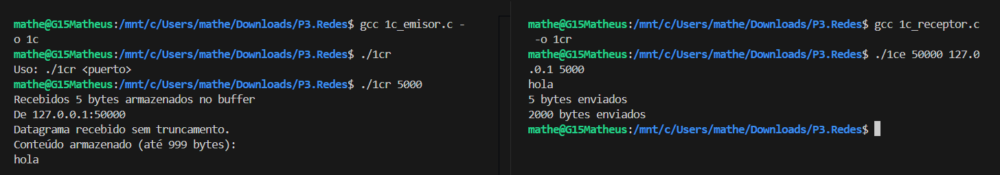 mathe@G15Matheus:/mnt/c/Users/mathe/Downloads/P3.Redes$ gcc 1c_emisor.c -
o 1c
mathe@G15Matheus:/mnt/c/Users/mathe/Downloads/P3.Redes$ ./1cr
Uso: ./1cr <puerto>
mathe@G15Matheus:/mnt/c/Users/mathe/Downloads/P3.Redes$ ./1cr 5000
Recebidos 5 bytes armazenados no buffer
De 127.0.0.1:50000
Datagrama recebido sem truncamento.
Conteúdo armazenado (até 999 bytes):
hola
mathe@G15Matheus:/mnt/c/Users/mathe/Downloads/P3.Redes$ gcc 1c_receptor.c
 -o 1cr
mathe@G15Matheus:/mnt/c/Users/mathe/Downloads/P3.Redes$ ./1ce 50000 127.0
.0.1 5000
hola
5 bytes enviados
2000 bytes enviados
mathe@G15Matheus:/mnt/c/Users/mathe/Downloads/P3.Redes$